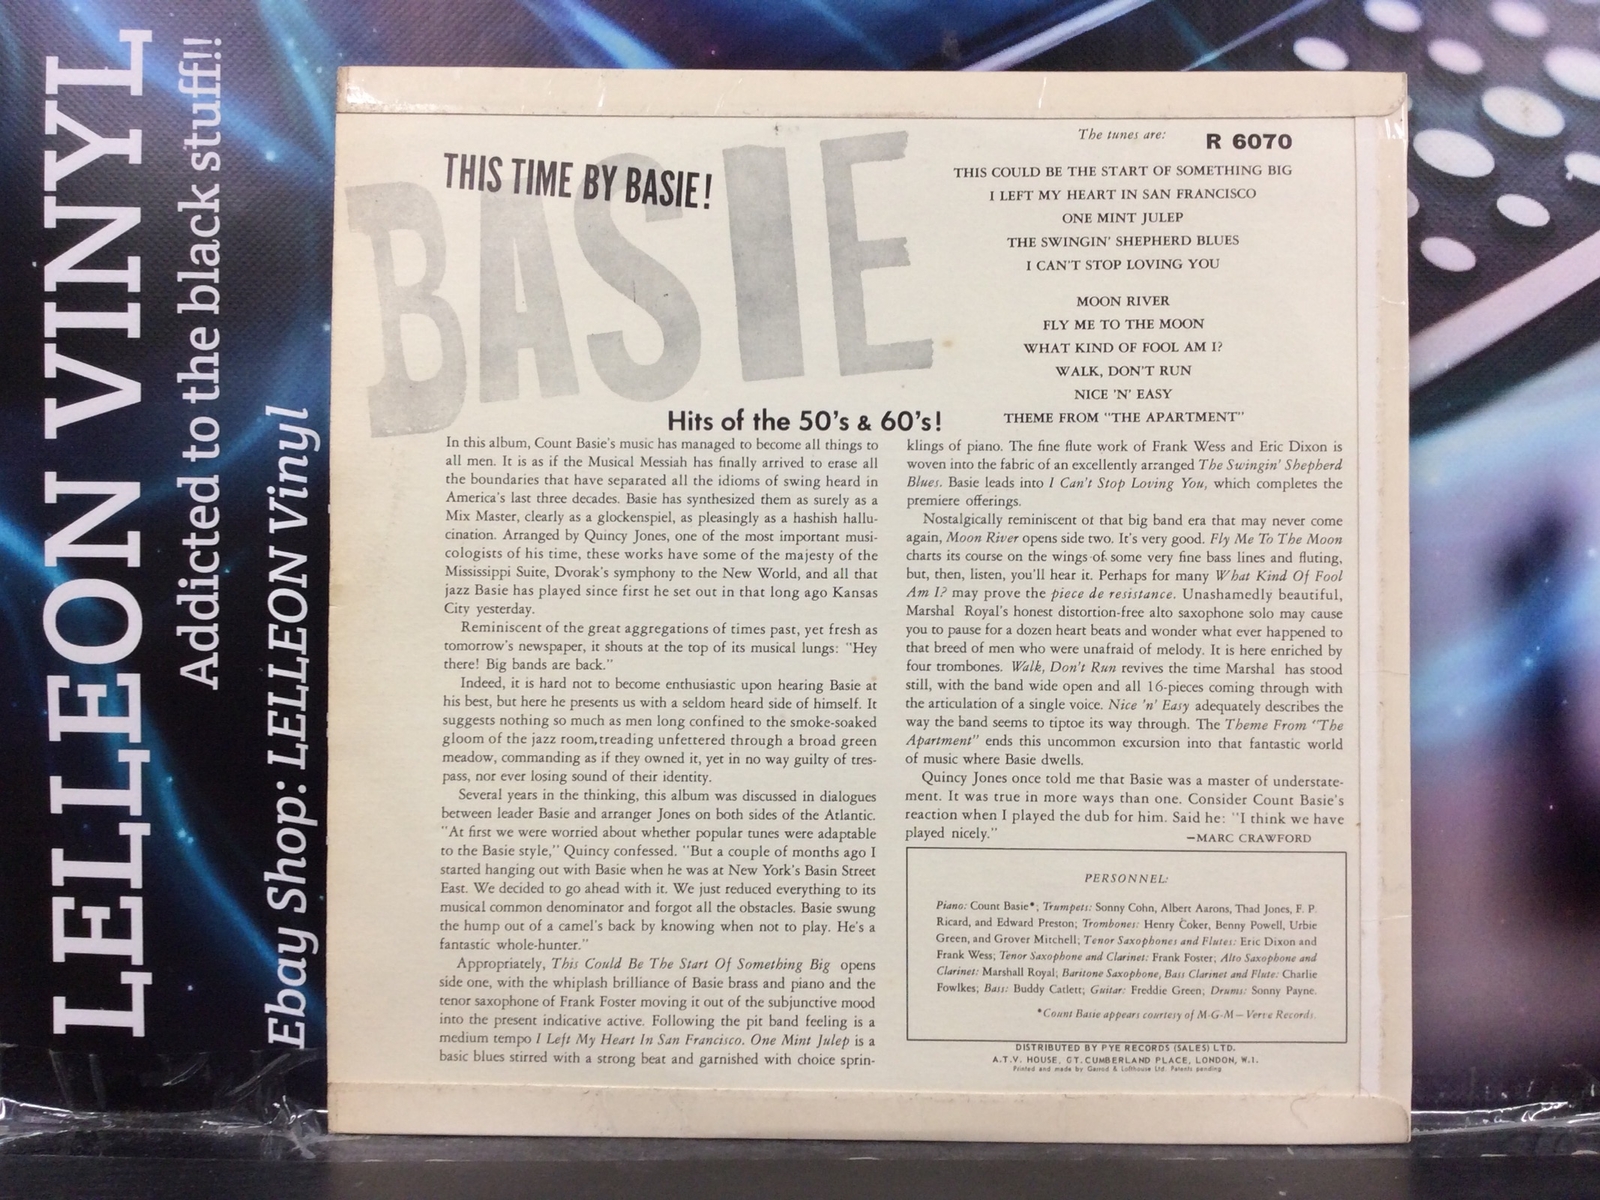 LELLEON VINYL
Addicted to the black stuff!!
Ebay Shop: LELLEON Vinyl
BASIE
THIS TIME BY BASIE!
Hits of the 50's & 60's!
The tunes are:
R 6070
THIS COULD BE THE START OF SOMETHING BIG
I LEFT MY HEART IN SAN FRANCISCO
ONE MINT JULEP
THE SWINGIN' SHEPHERD BLUES
I CAN'T STOP LOVING YOU
MOON RIVER
FLY ME TO THE MOON
WHAT KIND OF FOOL AM I?
WALK, DON'T RUN
NICE 'N' EASY
THEME FROM "THE APARTMENT"
In this album, Count Basie's music has managed to become all things to
all men. It is as if the Musical Messiah has finally arrived to erase all
the boundaries that have separated all the idioms of swing heard in
America's last three decades. Basie has synthesized them as surely as a
Mix Master, clearly as a glockenspiel, as pleasingly as a hashish hallu-
cination. Arranged by Quincy Jones, one of the most important musi-
cologists of his time, these works have some of the majesty of the
Mississippi Suite, Dvorak's symphony to the New World, and all that
jazz Basie has played since first he set out in that long ago Kansas
City yesterday.
Reminiscent of the great aggregations of times past, yet fresh as
tomorrow's newspaper, it shouts at the top of its musical lungs: "Hey
there! Big bands are back."
Indeed, it is hard not to become enthusiastic upon hearing Basie at
his best, but here he presents us with a seldom heard side of himself. It
suggests nothing so much as men long confined to the smoke-soaked
gloom of the jazz room, treading unfettered through a broad green
meadow, commanding as if they owned it, yet in no way guilty of tres-
pass, nor ever losing sound of their identity.
Several years in the thinking, this album was discussed in dialogues
between leader Basie and arranger Jones on both sides of the Atlantic.
"At first we were worried about whether popular tunes were adaptable
to the Basie style," Quincy confessed. "But a couple of months ago I
started hanging out with Basie when he was at New York's Basin Street
East. We decided to go ahead with it. We just reduced everything to its
musical common denominator and forgot all the obstacles. Basie swung
the hump out of a camel's back by knowing when not to play. He's a
fantastic whole-hunter."
Appropriately, This Could Be The Start Of Something Big opens
side one, with the whiplash brilliance of Basie brass and piano and the
tenor saxophone of Frank Foster moving it out of the subjunctive mood
into the present indicative active. Following the pit band feeling is a
medium tempo I Left My Heart In San Francisco. One Mint Julep is a
basic blues stirred with a strong beat and garnished with choice sprin-
klings of piano. The fine flute work of Frank Wess and Eric Dixon is
woven into the fabric of an excellently arranged The Swingin' Shepherd
Blues. Basie leads into I Can't Stop Loving You, which completes the
premiere offerings.
Nostalgically reminiscent ot that big band era that may never come
again, Moon River opens side two. It's very good. Fly Me To The Moon
charts its course on the wings of some very fine bass lines and fluting,
but, then, listen, you'll hear it. Perhaps for many What Kind Of Fool
Am I? may prove the piece de resistance. Unashamedly beautiful,
Marshal Royal's honest distortion-free alto saxophone solo may cause
you to pause for a dozen heart beats and wonder what ever happened to
that breed of men who were unafraid of melody. It is here enriched by
four trombones. Walk, Don't Run revives the time Marshal has stood
still, with the band wide open and all 16-pieces coming through with
the articulation of a single voice. Nice 'n' Easy adequately describes the
way the band seems to tiptoe its way through. The Theme From "The
Apartment" ends this uncommon excursion into that fantastic world
of music where Basie dwells.
Quincy Jones once told me that Basie was a master of understate-
ment. It was true in more ways than one. Consider Count Basie's
reaction when I played the dub for him. Said he: "I think we have
played nicely."
—MARC CRAWFORD
PERSONNEL:
Piano: Count Basie*; Trumpets: Sonny Cohn, Albert Aarons, Thad Jones, F. P.
Ricard, and Edward Preston; Trombones: Henry Coker, Benny Powell, Urbie
Green, and Grover Mitchell; Tenor Saxophones and Flutes: Eric Dixon and
Frank Wess; Tenor Saxophone and Clarinet: Frank Foster; Alto Saxophone and
Clarinet: Marshall Royal; Baritone Saxophone, Bass Clarinet and Flute: Charlie
Fowlkes; Bass: Buddy Catlett; Guitar: Freddie Green; Drums: Sonny Payne.
*Count Basie appears courtesy of M-G-M—Verve Records.
DISTRIBUTED BY PYE RECORDS (SALES) LTD.
A.T.V. HOUSE, GT. CUMBERLAND PLACE, LONDON, W.1.
Printed and made by Garrod & Lofthouse Ltd. Patents pending